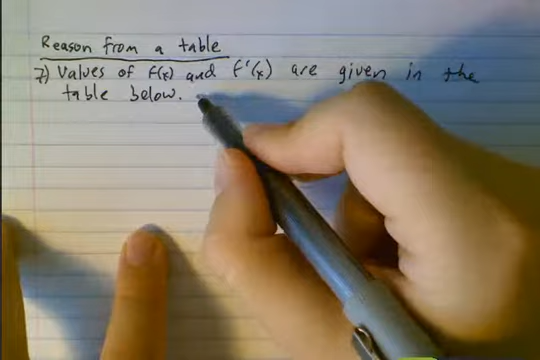 Reason from a table
7) Values of f(x) and f'(x) are given in the
table below.